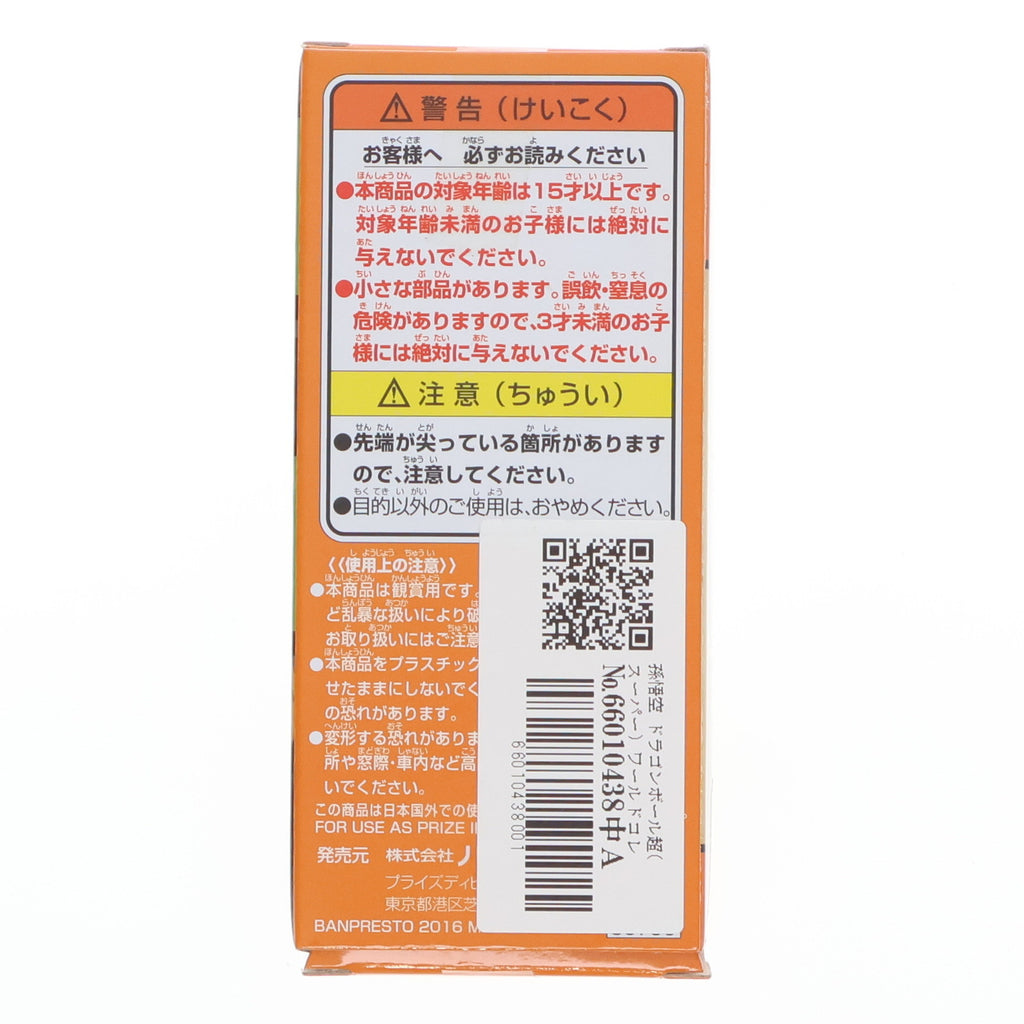 ⚠警告(けいこく)
お客様へ 必ずお読みください
●本商品の対象年齢は15才以上です。
対象年齢未満のお子様には絶対に
与えないでください。
●小さな部品があります。誤飲・窒息の
危険がありますので、3才未満のお子
様には絶対に与えないでください。
⚠注意(ちゅうい)
●先端が尖っている箇所があります
ので、注意してください。
●目的以外のご使用は、おやめください。
《使用上の注意》
●本商品は観賞用です。
ど乱暴な扱いにより破
お取り扱いにはご注意
●本商品をプラスチック
せたままにしないでく
の恐れがあります。
●変形する恐れがありま
所や窓際・車内など高
いでください。
この商品は日本国外での使
FOR USE AS PRIZE I
発売元 株式会社
プライズディビ
東京都港区芝
BANPRESTO 2016 M
孫悟空 ドラゴンボール超(
スーパー) ワールドコレ
No.66010438中A
66010438001